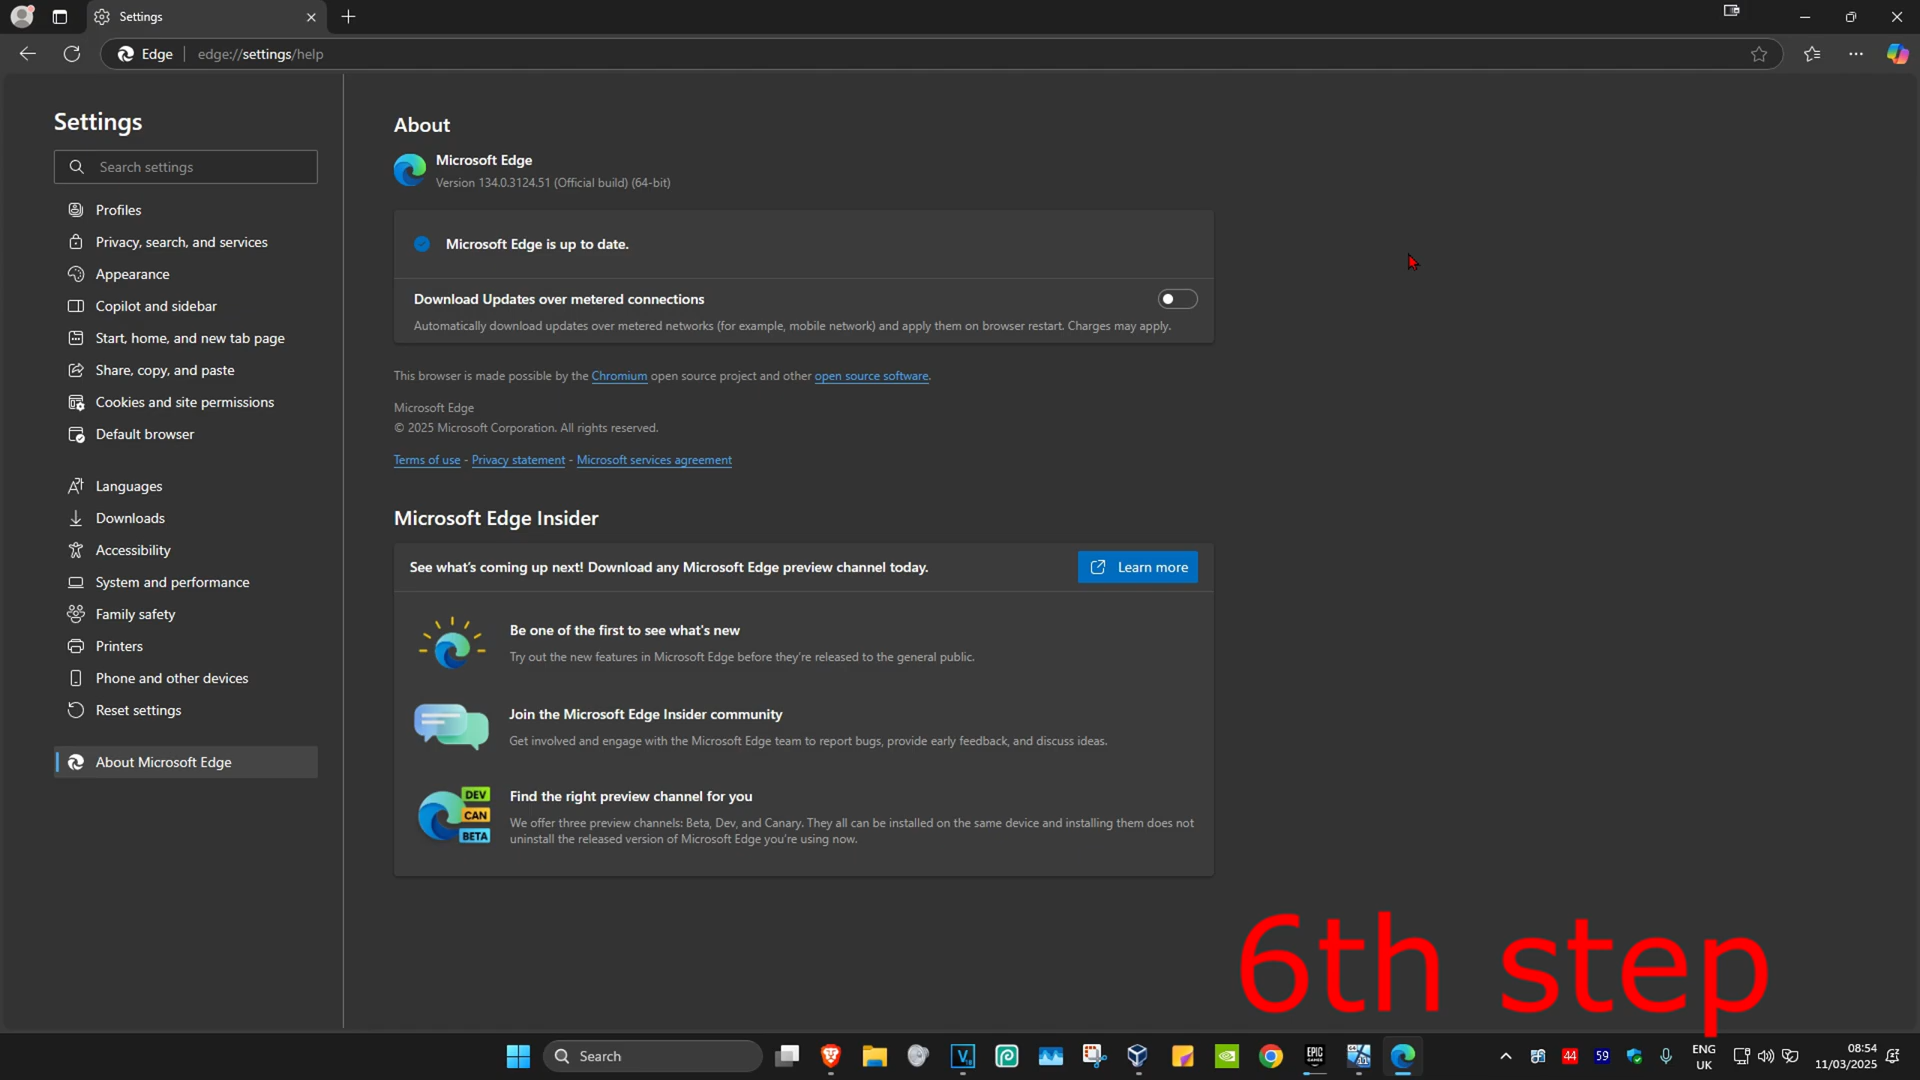 Settings
Edge
edge://settings/help
Settings
Search settings
Profiles
Privacy, search, and services
Appearance
Copilot and sidebar
Start, home, and new tab page
Share, copy, and paste
Cookies and site permissions
Default browser
Languages
Downloads
Accessibility
System and performance
Family safety
Printers
Phone and other devices
Reset settings
About Microsoft Edge
About
Microsoft Edge
Version 134.0.3124.51 (Official build) (64-bit)
Microsoft Edge is up to date.
Download Updates over metered connections
Automatically download updates over metered networks (for example, mobile network) and apply them on browser restart. Charges may apply.
This browser is made possible by the Chromium open source project and other open source software.
Microsoft Edge
© 2025 Microsoft Corporation. All rights reserved.
Terms of use - Privacy statement - Microsoft services agreement
Microsoft Edge Insider
See what's coming up next! Download any Microsoft Edge preview channel today.
Learn more
Be one of the first to see what's new
Try out the new features in Microsoft Edge before they're released to the general public.
Join the Microsoft Edge Insider community
Get involved and engage with the Microsoft Edge team to report bugs, provide early feedback, and discuss ideas.
DEV
CAN
BETA
Find the right preview channel for you
We offer three preview channels: Beta, Dev, and Canary. They all can be installed on the same device and installing them does not
uninstall the released version of Microsoft Edge you're using now.
6th step
Search
EPIC
GAMES
44
59
ENG
UK
08:54
11/03/2025